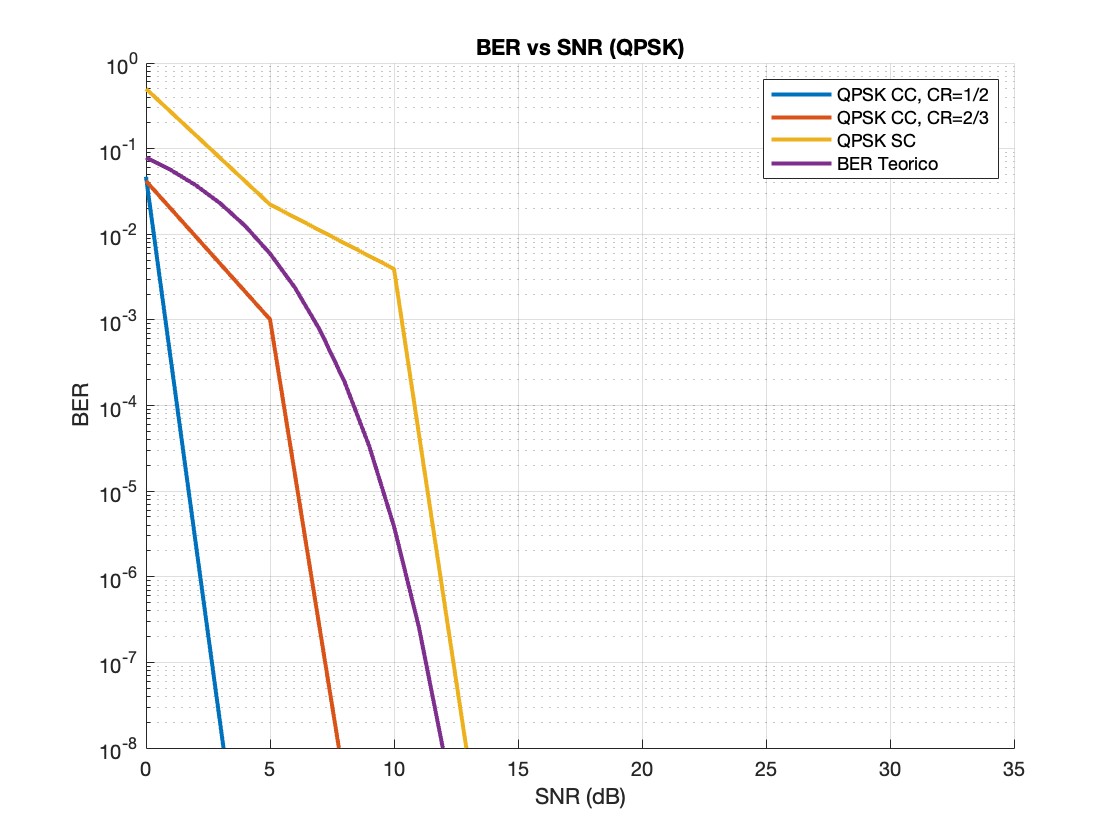 BER vs SNR (QPSK)
10^0
10^-1
10^-2
10^-3
10^-4
10^-5
10^-6
10^-7
10^-8
BER
QPSK CC, CR=1/2
QPSK CC, CR=2/3
QPSK SC
BER Teorico
0 5 10 15 20 25 30 35
SNR (dB)